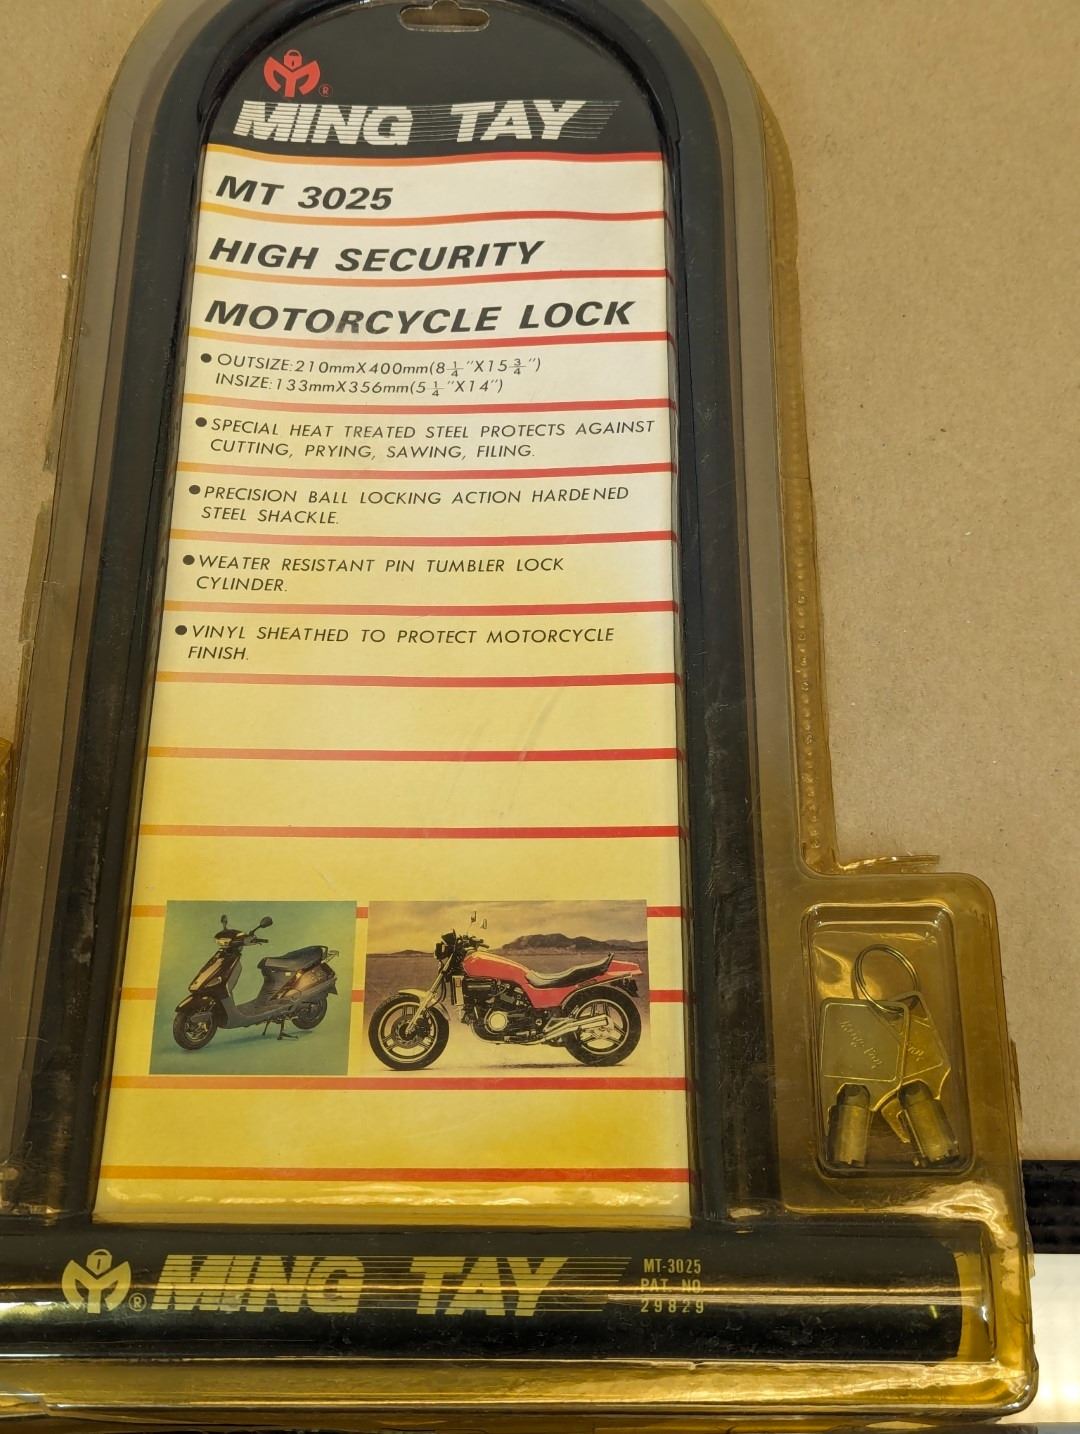 ®
MING TAY
MT 3025
HIGH SECURITY
MOTORCYCLE LOCK
● OUTSIZE:210mmX400mm(8 1/4"X15 3/4")
INSIZE:133mmX356mm(5 1/4"X14")
● SPECIAL HEAT TREATED STEEL PROTECTS AGAINST
CUTTING, PRYING, SAWING, FILING.
● PRECISION BALL LOCKING ACTION HARDENED
STEEL SHACKLE.
● WEATER RESISTANT PIN TUMBLER LOCK
CYLINDER.
● VINYL SHEATHED TO PROTECT MOTORCYCLE
FINISH.
® MING TAY
MT-3025
PAT. NO.
29829